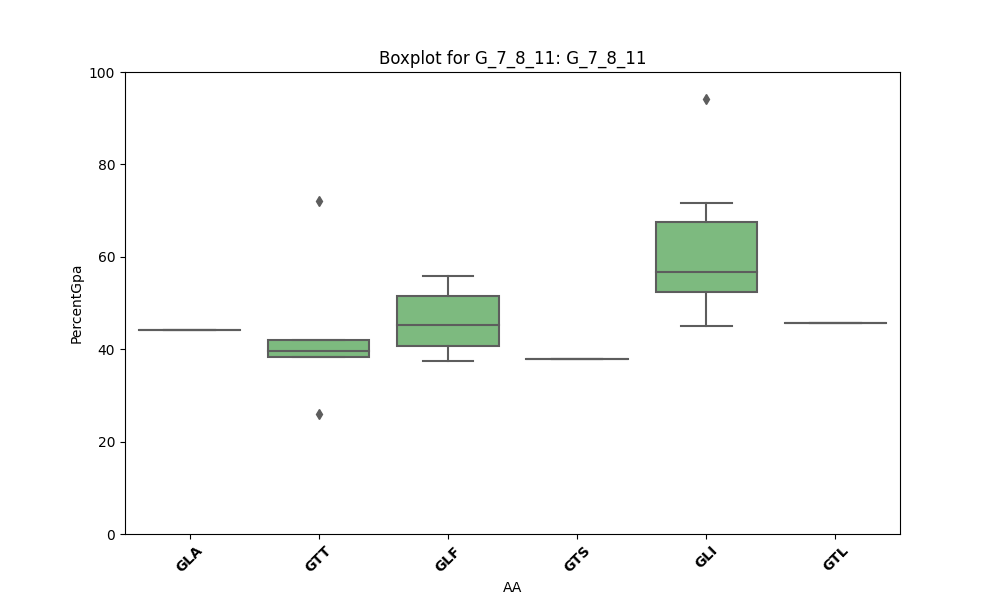 Boxplot for G_7_8_11: G_7_8_11
PercentGpa
100
80
60
40
20
0
GLA
GTT
GLF
GTS
GLI
GTL
AA